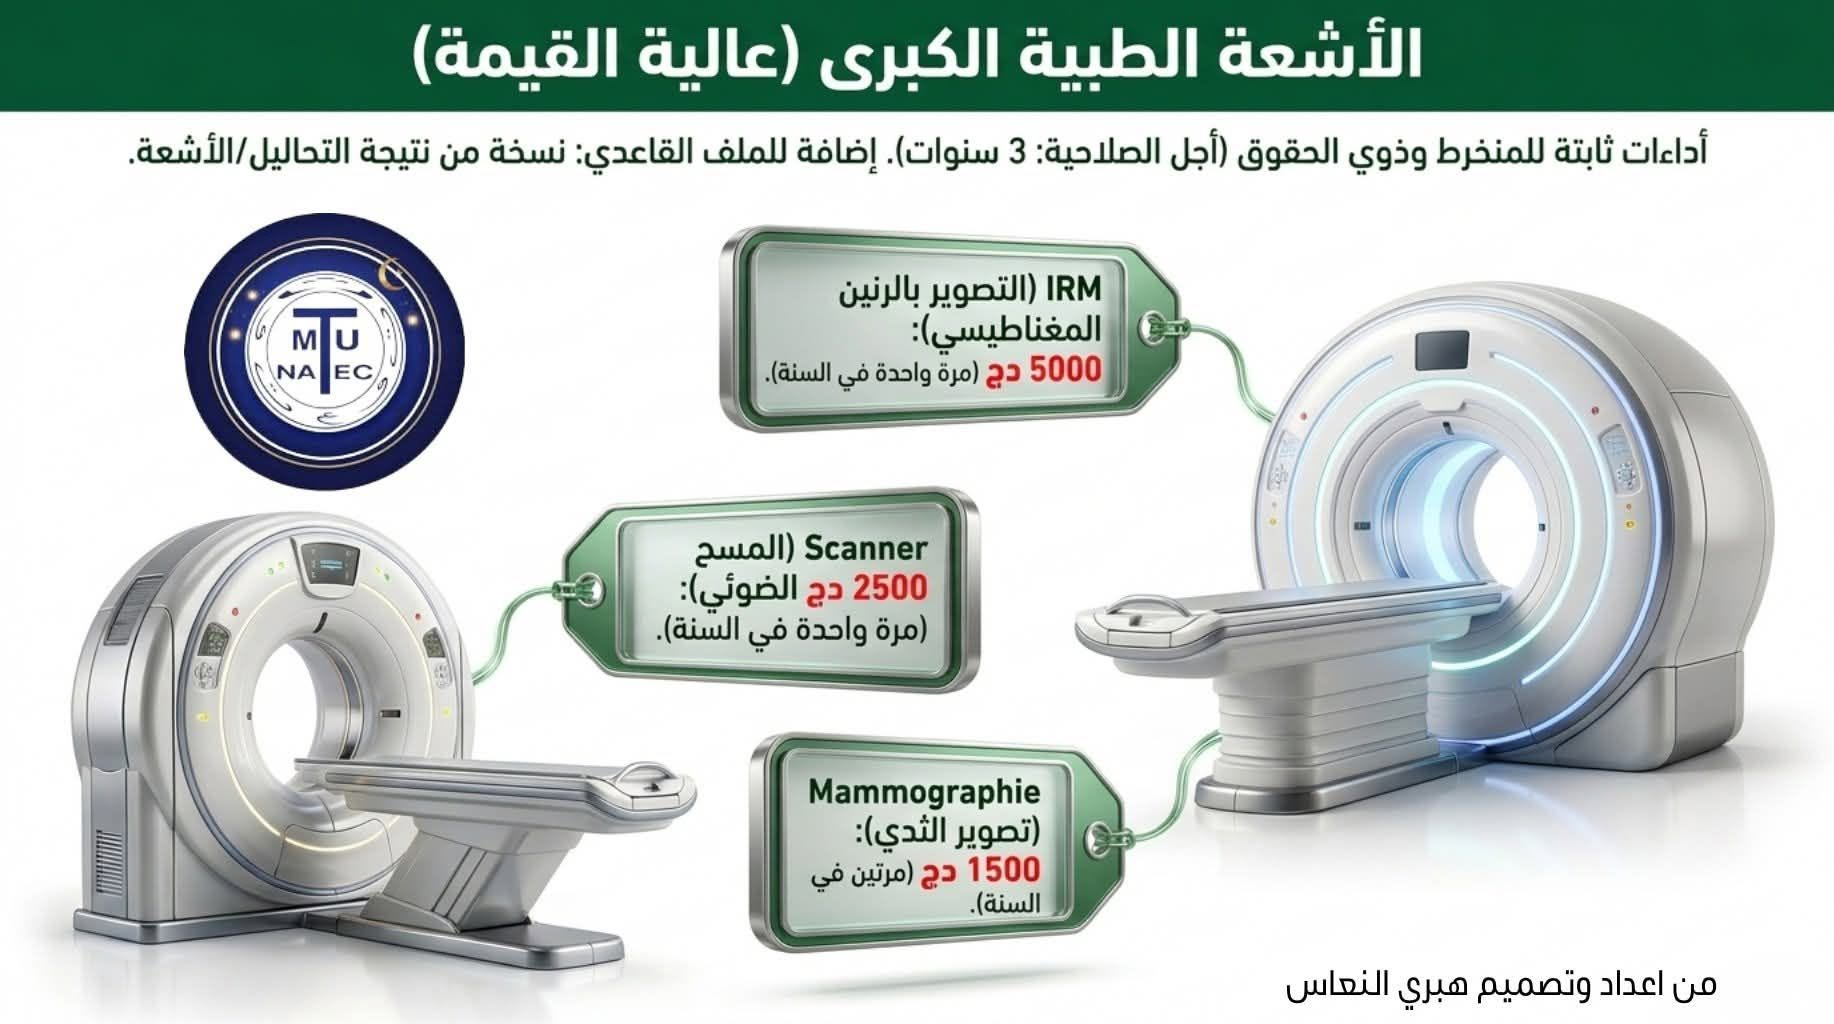 الأشعة الطبية الكبرى (عالية القيمة)
أداءات ثابتة للمنخرط وذوي الحقوق (أجل الصلاحية: 3 سنوات). إضافة للملف القاعدي: نسخة من نتيجة التحاليل/الأشعة.
M T U
NA EC
IRM (التصوير بالرنين
المغناطيسي):
5000 دج (مرة واحدة في السنة).
Scanner (المسح
2500 دج الضوئي):
(مرة واحدة في السنة).
Mammographie
(تصوير الثدي):
1500 دج (مرتين في
السنة).
من اعداد وتصميم هبري النعاس